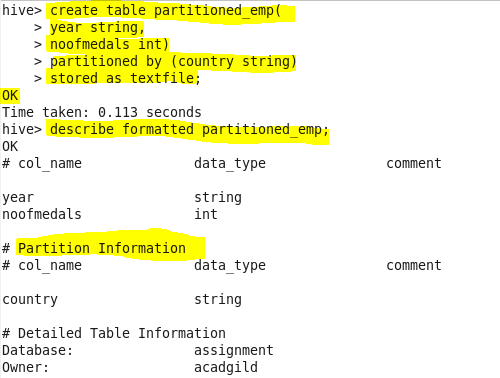 hive> create table partitioned_emp(
> year string,
> noofmedals int)
> partitioned by (country string)
> stored as textfile;
OK
Time taken: 0.113 seconds
hive> describe formatted partitioned_emp;
OK
# col_name data_type comment
year string
noofmedals int
# Partition Information
# col_name data_type comment
country string
# Detailed Table Information
Database: assignment
Owner: acadgild